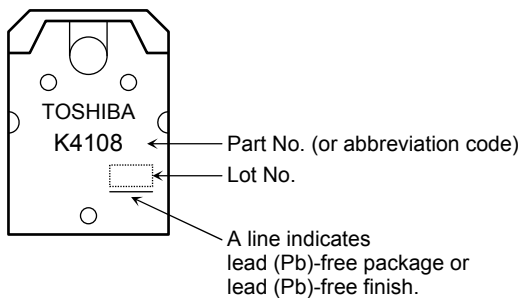 TOSHIBA
K4108
Part No. (or abbreviation code)
Lot No.
A line indicates
lead (Pb)-free package or
lead (Pb)-free finish.